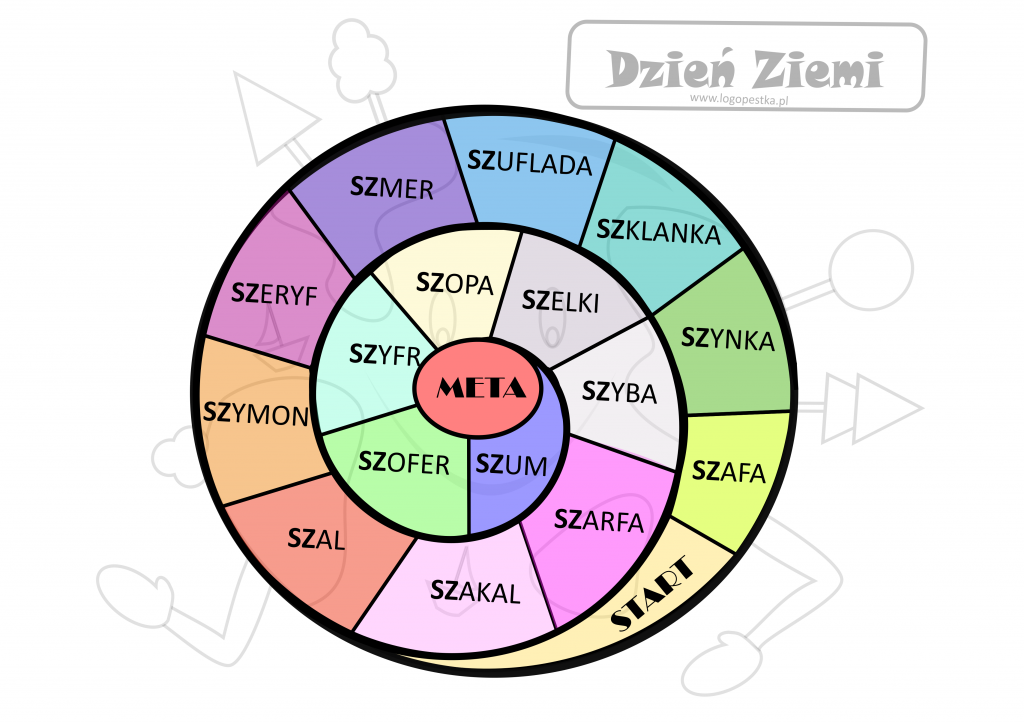 Dzień Ziemi
www.logopestka.pl
START
SZAFA
SZYNKA
SZKLANKA
SZUFLADA
SZMER
SZERYF
SZYMON
SZAL
SZAKAL
SZARFA
SZYBA
SZELKI
SZOPA
SZYFR
SZOFER
SZUM
META